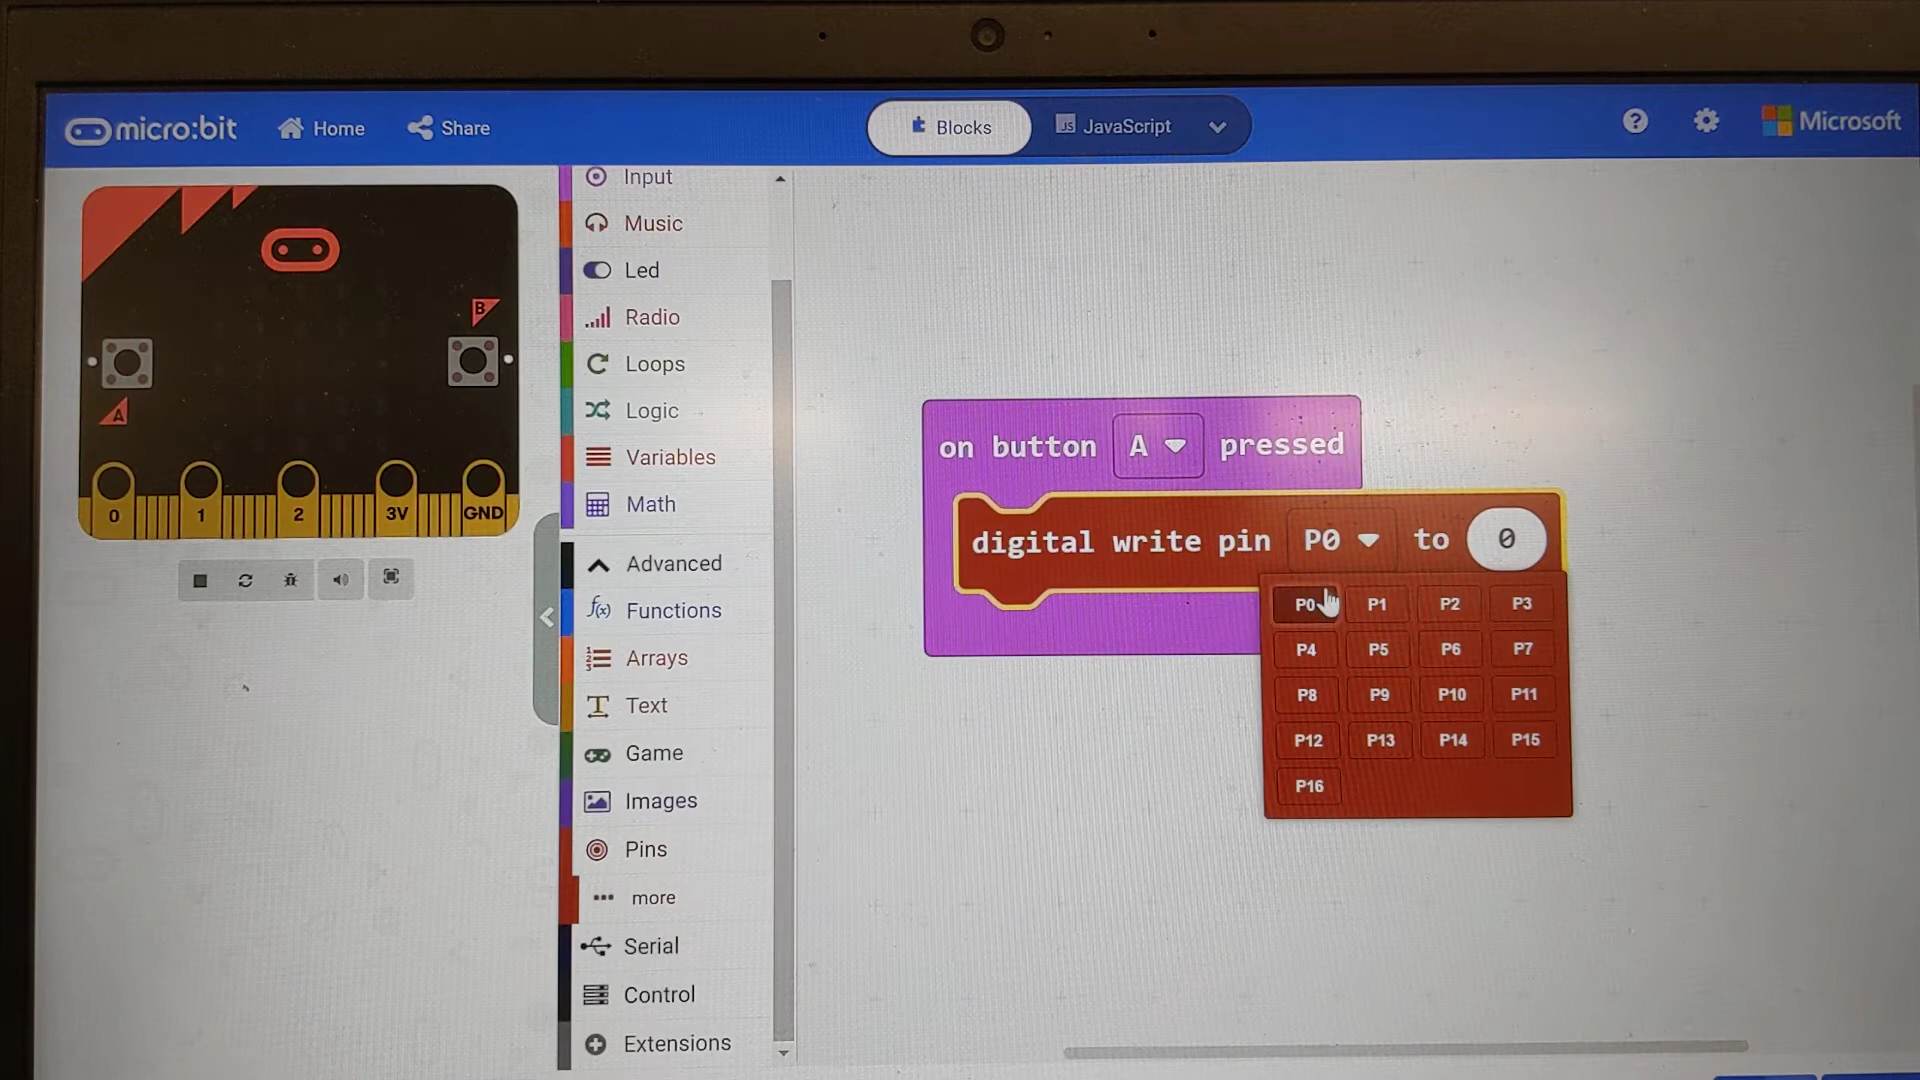 micro:bit
Home
Share
Blocks
JS
JavaScript
Microsoft
B
A
0
1
2
3V
GND
Input
Music
Led
Radio
Loops
Logic
Variables
Math
Advanced
f(x) Functions
Arrays
T Text
Game
Images
Pins
more
Serial
Control
Extensions
on button A pressed
digital write pin P0 to 0
P0 P1 P2 P3
P4 P5 P6 P7
P8 P9 P10 P11
P12 P13 P14 P15
P16